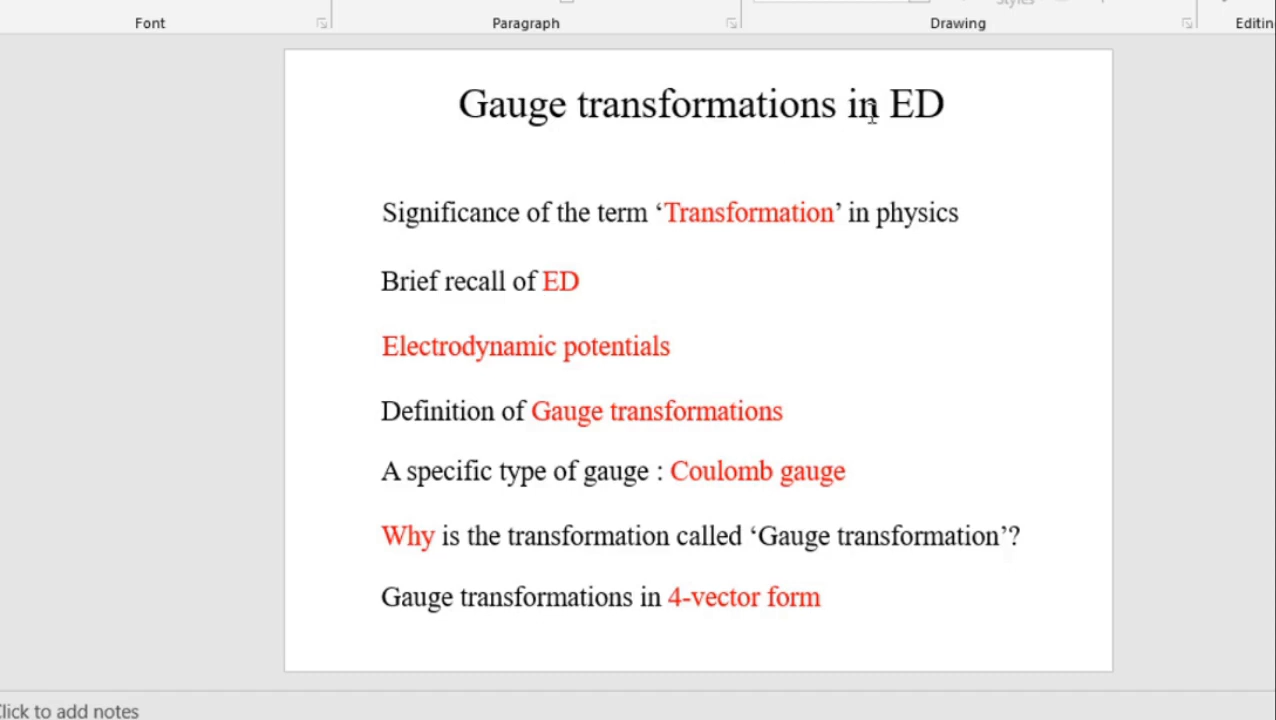 Font Paragraph Drawing
Gauge transformations in ED
Significance of the term ‘Transformation’ in physics
Brief recall of ED
Electrodynamic potentials
Definition of Gauge transformations
A specific type of gauge : Coulomb gauge
Why is the transformation called ‘Gauge transformation’?
Gauge transformations in 4-vector form
to add notes